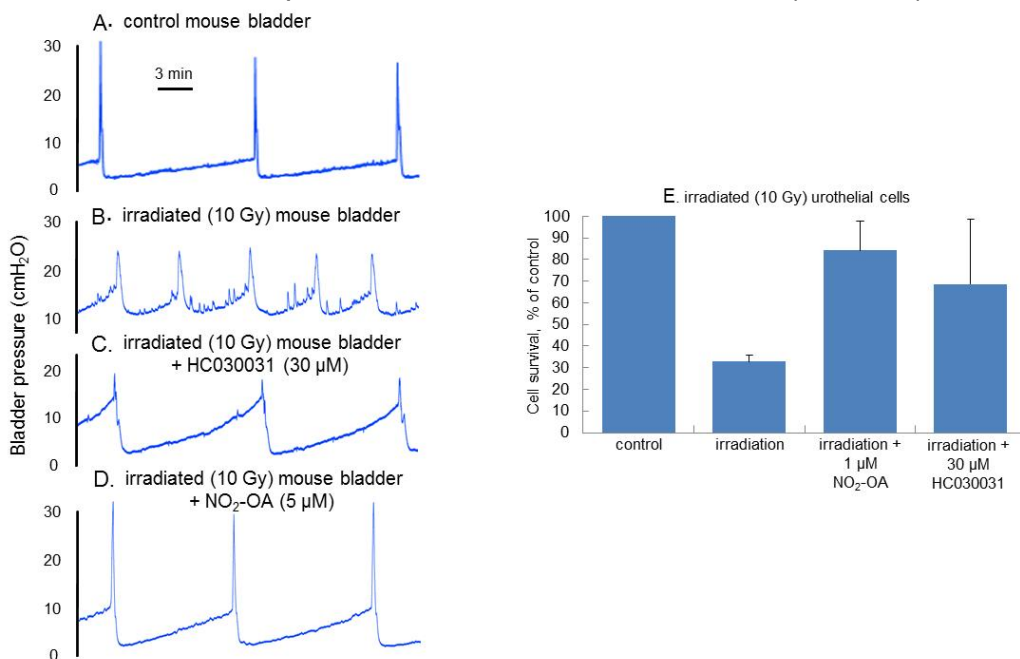 A. control mouse bladder
30
3 min
20
10
0
B. irradiated (10 Gy) mouse bladder
30
20
10
C. irradiated (10 Gy) mouse bladder
+ HC030031 (30 µM)
20
10
0
D. irradiated (10 Gy) mouse bladder
+ NO₂-OA (5 µM)
30
20
10
0
Bladder pressure (cmH₂O)
E. irradiated (10 Gy) urothelial cells
100
90
80
70
60
50
40
30
20
10
0
Cell survival, % of control
control
irradiation
irradiation +
1 µM
NO₂-OA
irradiation +
30 µM
HC030031